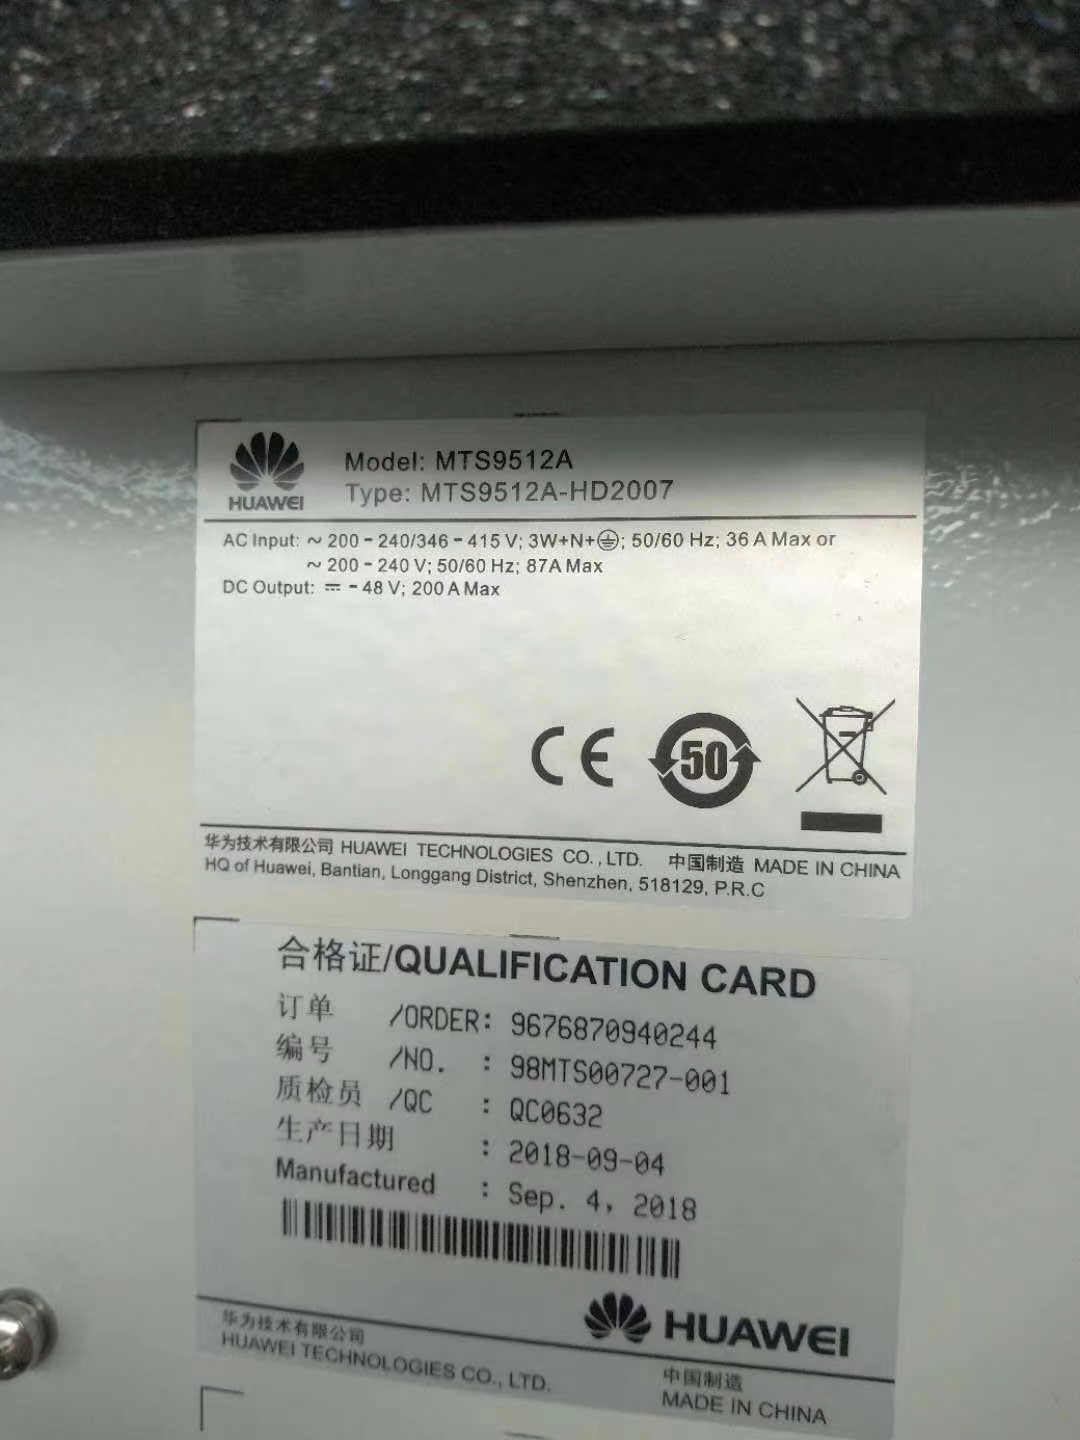 HUAWEI
Model: MTS9512A
Type: MTS9512A-HD2007
AC Input: ~ 200 - 240/346 - 415 V; 3W+N+⏚; 50/60 Hz; 36 A Max or
~ 200 - 240 V; 50/60 Hz; 87A Max
DC Output: ⎓ - 48 V; 200 A Max
CE
50
华为技术有限公司 HUAWEI TECHNOLOGIES CO., LTD. 中国制造 MADE IN CHINA
HQ of Huawei, Bantian, Longgang District, Shenzhen, 518129, P.R.C
合格证/QUALIFICATION CARD
订单 /ORDER: 9676870940244
编号 /NO. : 98MTS00727-001
质检员 /QC : QC0632
生产日期 : 2018-09-04
Manufactured : Sep. 4, 2018
HUAWEI
华为技术有限公司
HUAWEI TECHNOLOGIES CO., LTD.
中国制造
MADE IN CHINA